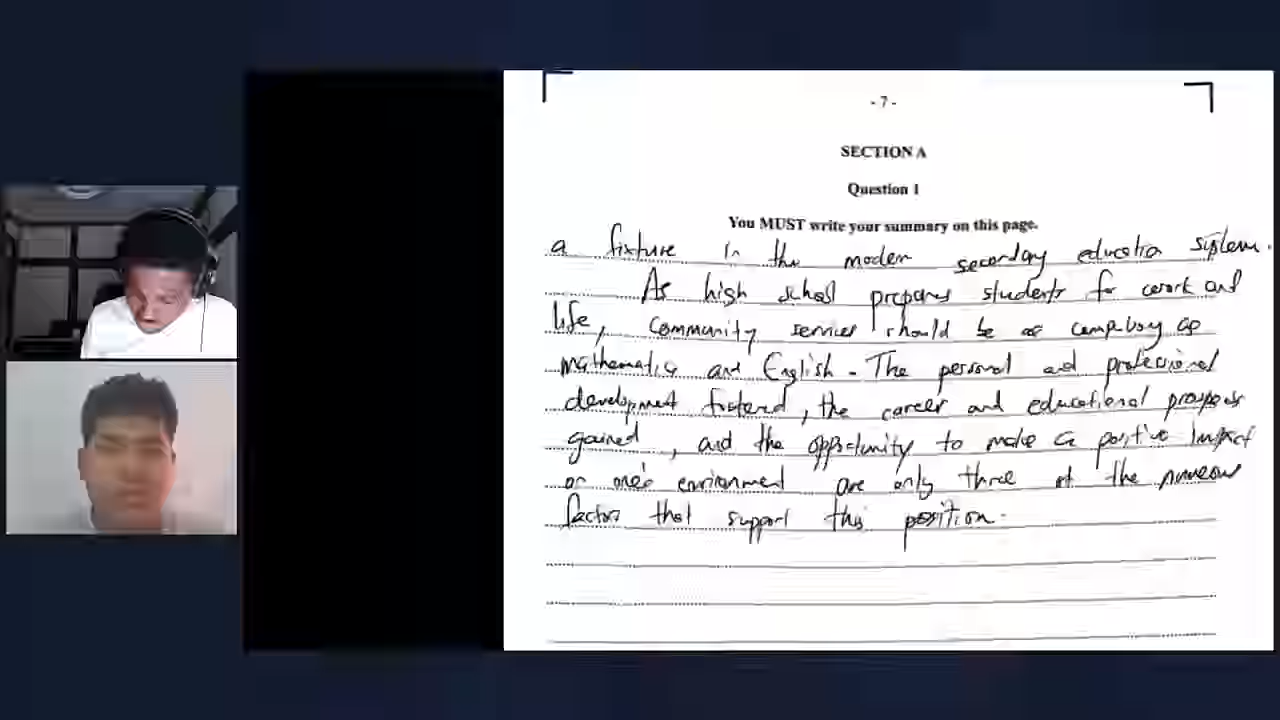 - 7 -
SECTION A
Question 1
You MUST write your summary on this page.
a fixture in the modern secondary education system.
As high school prepares students for work and
life, community service should be as compulsory as
mathematics and English. The personal and professional
development fostered, the career and educational prospects
gained, and the opportunity to make a positive impact
on one's environment are only three of the numerous
factors that support this position.